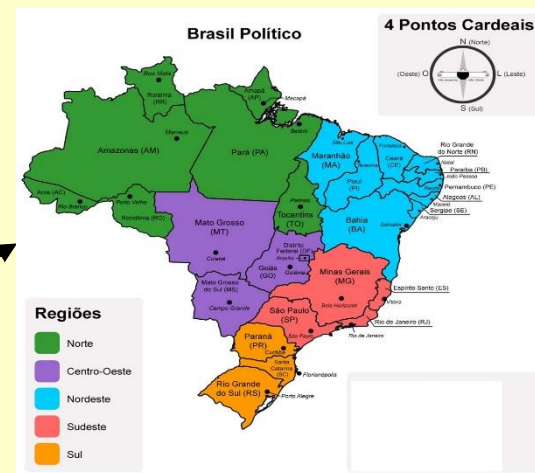 Brasil Político
4 Pontos Cardeais
N (Norte)
(Oeste) O
L (Leste)
S (Sul)
Boa Vista
Roraima
(RR)
Amapá
(AP)
Macapá
Manaus
Amazonas (AM)
Belém
Pará (PA)
São Luís
Maranhão
(MA)
Teresina
Fortaleza
Ceará
(CE)
Rio Grande
do Norte (RN)
Natal
Paraíba (PB)
João Pessoa
Pernambuco (PE)
Recife
Alagoas (AL)
Maceió
Sergipe (SE)
Aracaju
Piauí
(PI)
Acre (AC)
Rio Branco
Porto Velho
Rondônia (RO)
Palmas
Tocantins
(TO)
Bahia
(BA)
Salvador
Mato Grosso
(MT)
Cuiabá
Distrito
Federal (DF)
Brasília
Goiás
(GO)
Goiânia
Minas Gerais
(MG)
Belo Horizonte
Espírito Santo (ES)
Vitória
Mato Grosso
do Sul (MS)
Campo Grande
São Paulo
(SP)
São Paulo
Rio de Janeiro (RJ)
Rio de Janeiro
Paraná
(PR)
Curitiba
Santa
Catarina
(SC)
Florianópolis
Rio Grande
do Sul (RS)
Porto Alegre
Regiões
Norte
Centro-Oeste
Nordeste
Sudeste
Sul